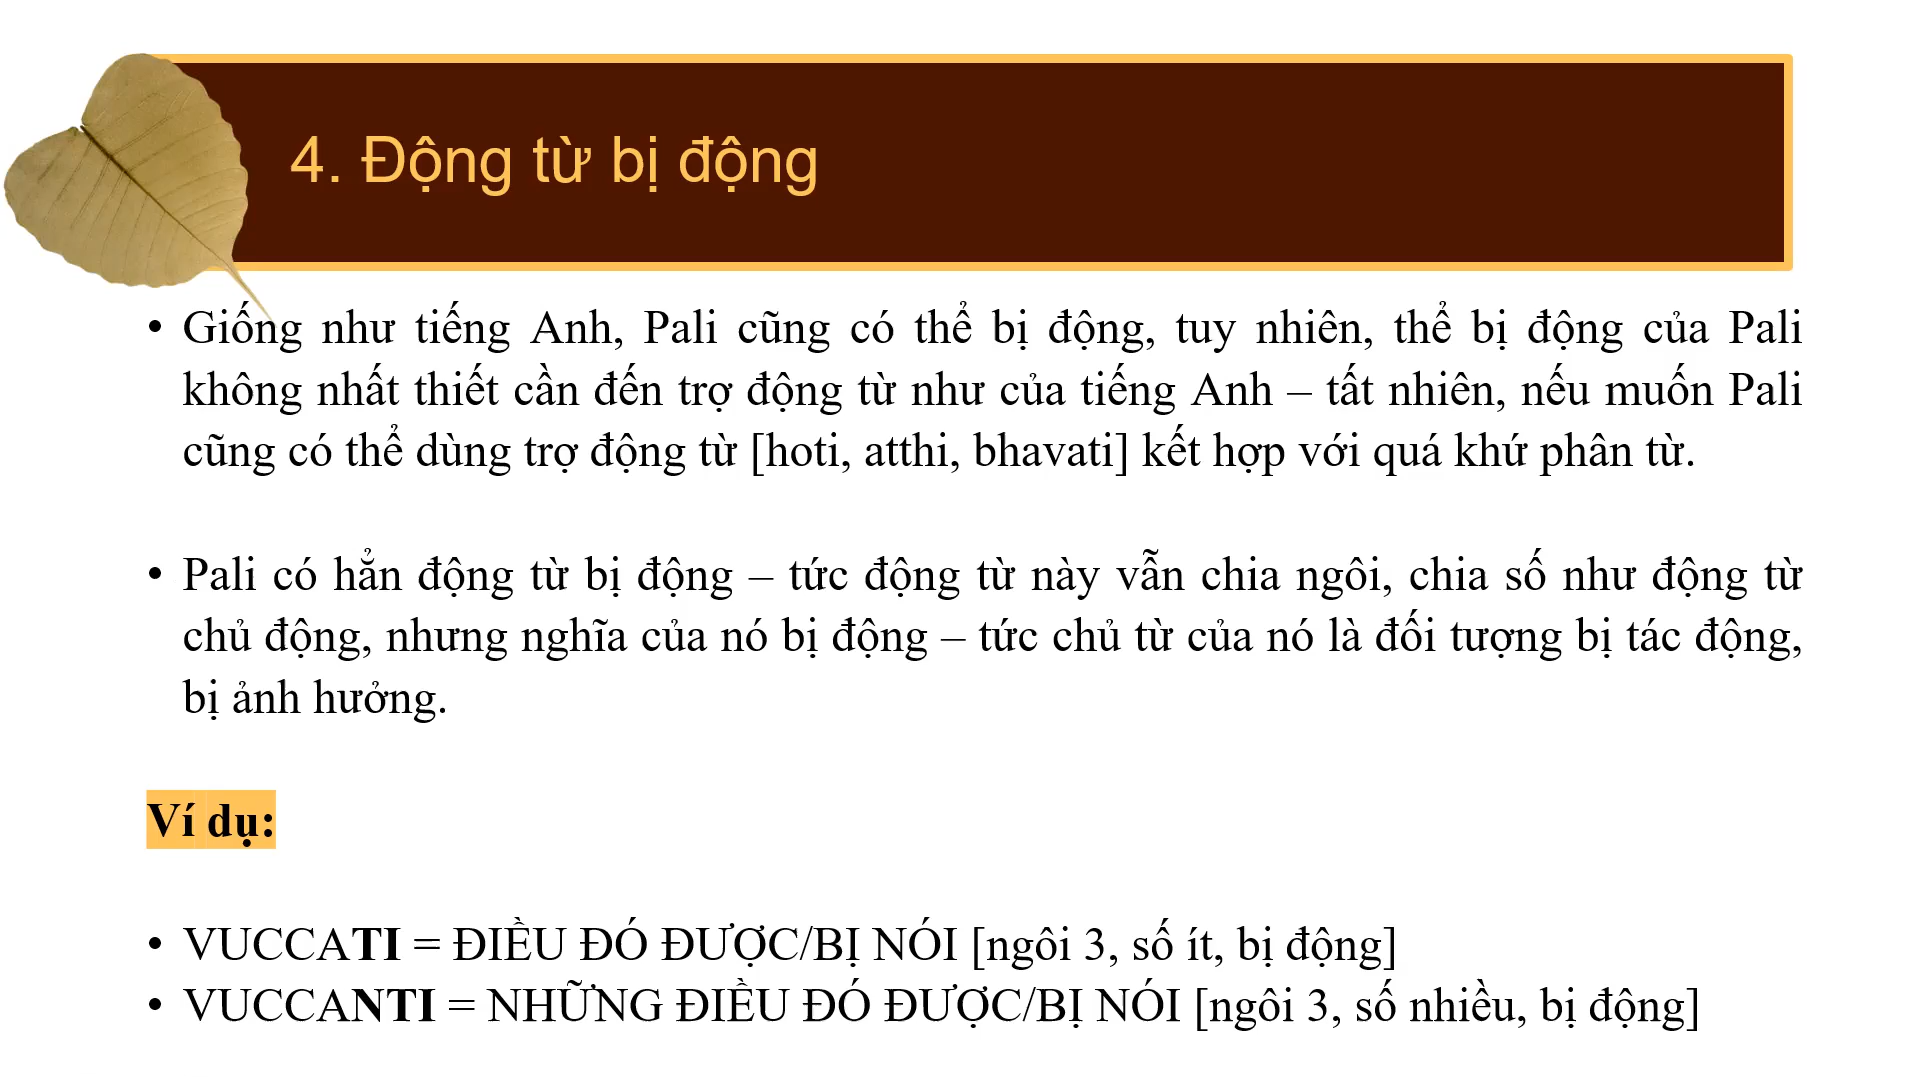 4. Động từ bị động
• Giống như tiếng Anh, Pali cũng có thể bị động, tuy nhiên, thể bị động của Pali
không nhất thiết cần đến trợ động từ như của tiếng Anh – tất nhiên, nếu muốn Pali
cũng có thể dùng trợ động từ [hoti, atthi, bhavati] kết hợp với quá khứ phân từ.
• Pali có hẳn động từ bị động – tức động từ này vẫn chia ngôi, chia số như động từ
chủ động, nhưng nghĩa của nó bị động – tức chủ từ của nó là đối tượng bị tác động,
bị ảnh hưởng.
Ví dụ:
• VUCCATI = ĐIỀU ĐÓ ĐƯỢC/BỊ NÓI [ngôi 3, số ít, bị động]
• VUCCANTI = NHỮNG ĐIỀU ĐÓ ĐƯỢC/BỊ NÓI [ngôi 3, số nhiều, bị động]